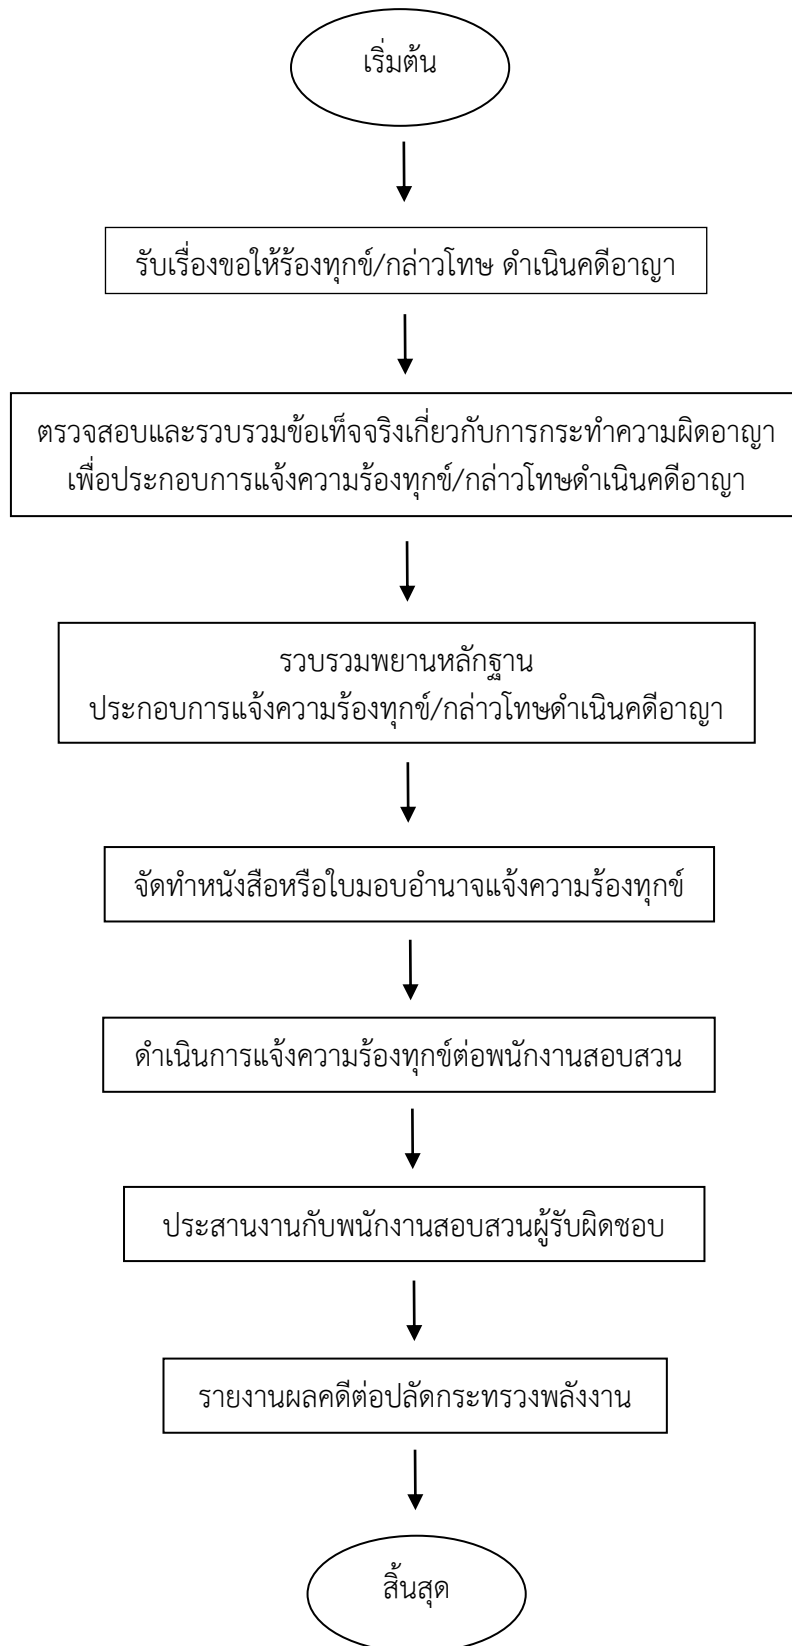 เริ่มต้น
รับเรื่องขอให้ร้องทุกข์/กล่าวโทษ ดำเนินคดีอาญา
ตรวจสอบและรวบรวมข้อเท็จจริงเกี่ยวกับการกระทำความผิดอาญา
เพื่อประกอบการแจ้งความร้องทุกข์/กล่าวโทษดำเนินคดีอาญา
รวบรวมพยานหลักฐาน
ประกอบการแจ้งความร้องทุกข์/กล่าวโทษดำเนินคดีอาญา
จัดทำหนังสือหรือใบมอบอำนาจแจ้งความร้องทุกข์
ดำเนินการแจ้งความร้องทุกข์ต่อพนักงานสอบสวน
ประสานงานกับพนักงานสอบสวนผู้รับผิดชอบ
รายงานผลคดีต่อปลัดกระทรวงพลังงาน
สิ้นสุด